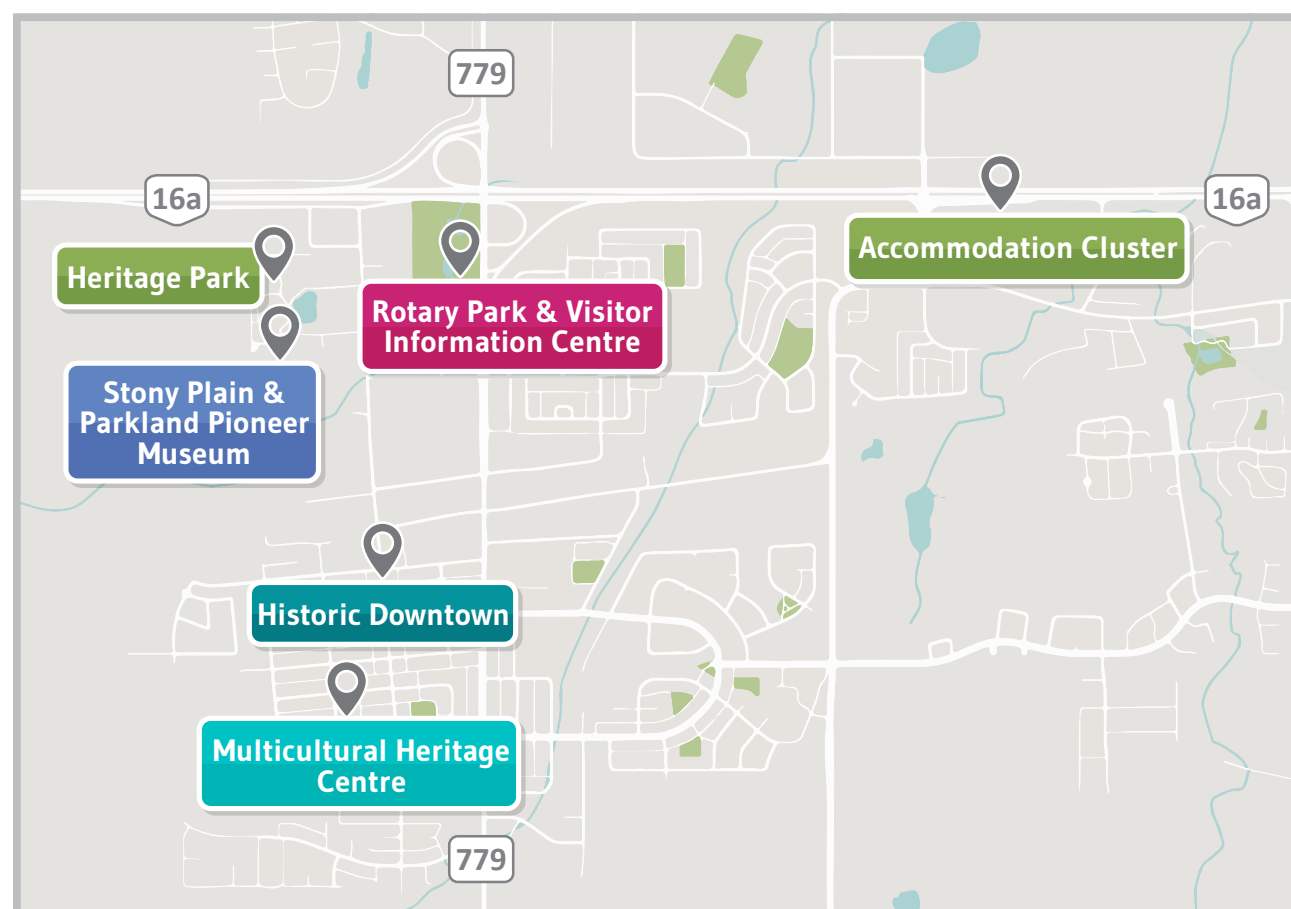 779
16a
16a
Accommodation Cluster
Heritage Park
Rotary Park & Visitor
Information Centre
Stony Plain &
Parkland Pioneer
Museum
Historic Downtown
Multicultural Heritage
Centre
779